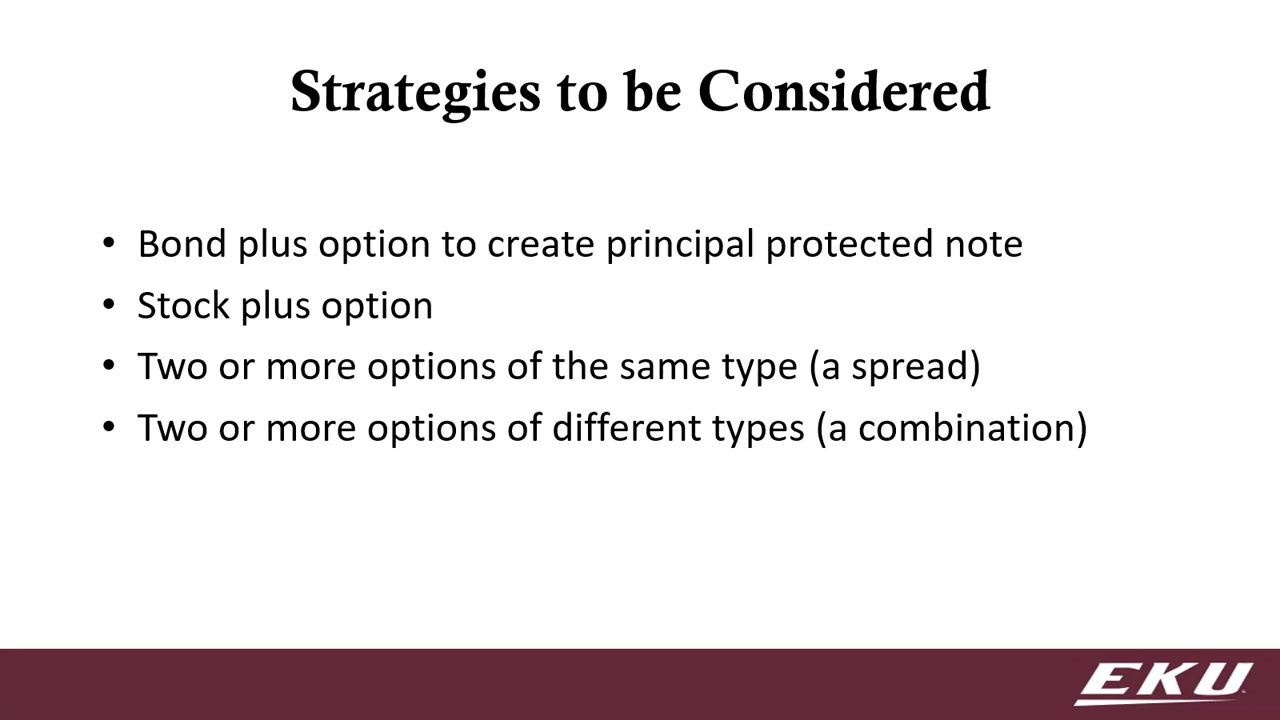 Strategies to be Considered
• Bond plus option to create principal protected note
• Stock plus option
• Two or more options of the same type (a spread)
• Two or more options of different types (a combination)
EKU